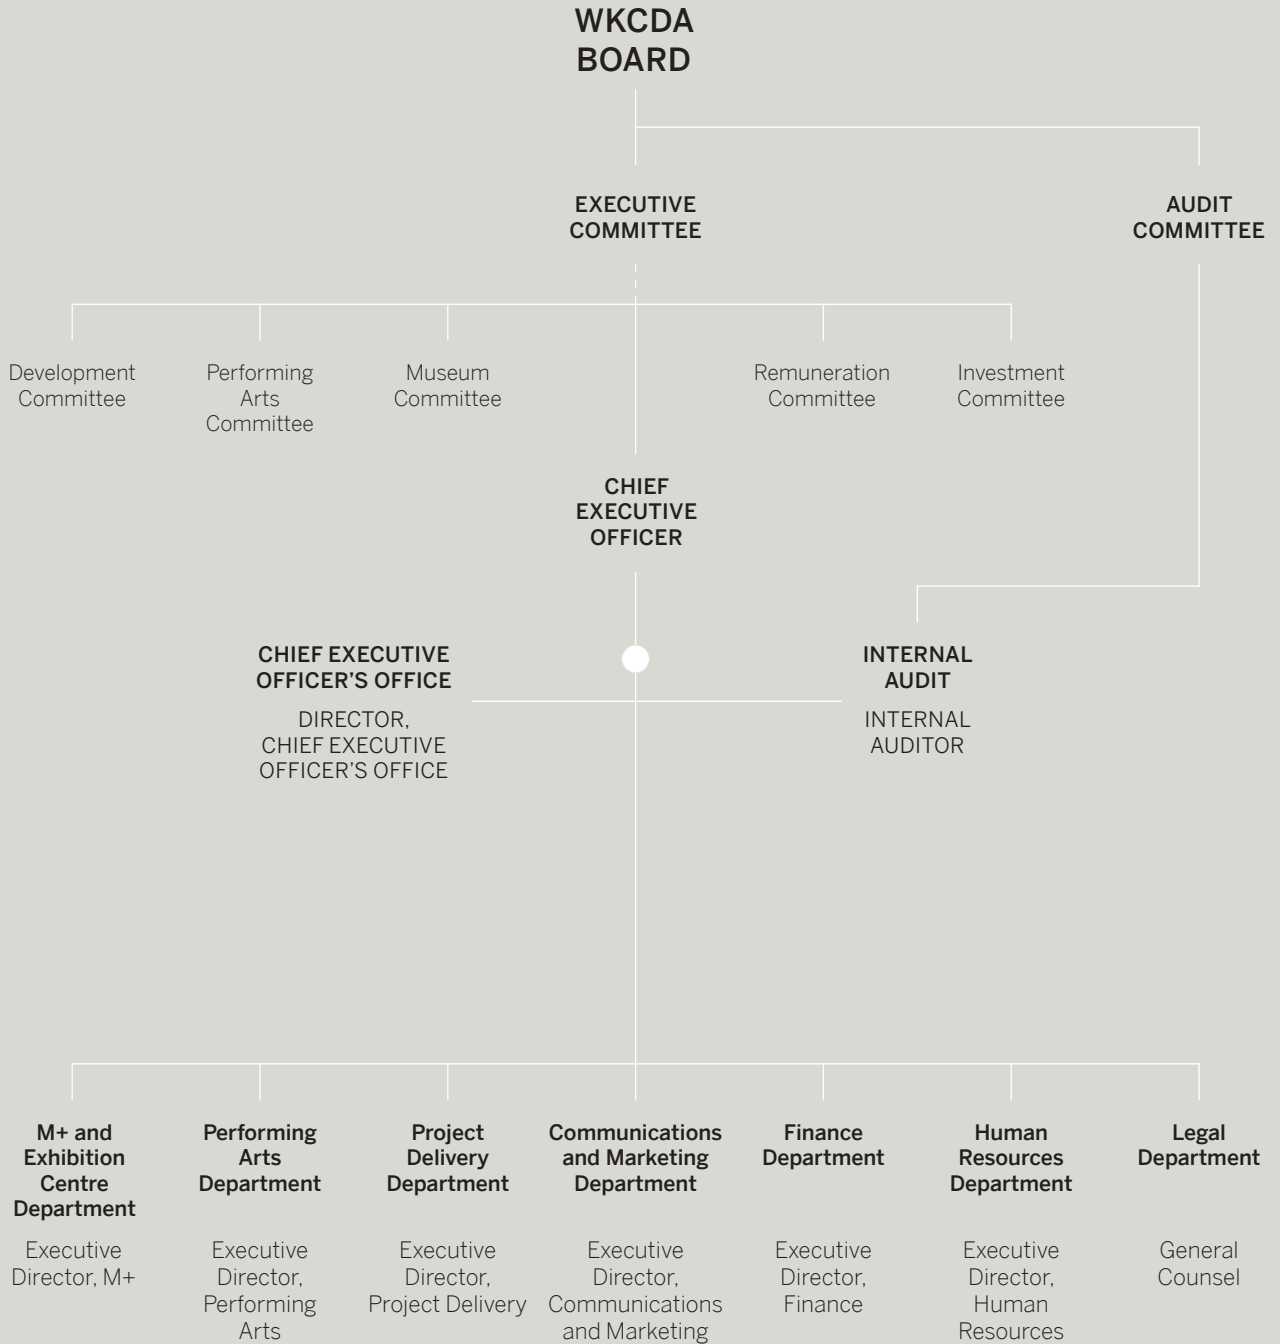 WKCDA
BOARD
EXECUTIVE
COMMITTEE
AUDIT
COMMITTEE
Development
Committee
Performing
Arts
Committee
Museum
Committee
Remuneration
Committee
Investment
Committee
CHIEF
EXECUTIVE
OFFICER
CHIEF EXECUTIVE
OFFICER’S OFFICE
DIRECTOR,
CHIEF EXECUTIVE
OFFICER’S OFFICE
INTERNAL
AUDIT
INTERNAL
AUDITOR
M+ and
Exhibition
Centre
Department
Executive
Director, M+
Performing
Arts
Department
Executive
Director,
Performing
Arts
Project
Delivery
Department
Executive
Director,
Project Delivery
Communications
and Marketing
Department
Executive
Director,
Communications
and Marketing
Finance
Department
Executive
Director,
Finance
Human
Resources
Department
Executive
Director,
Human
Resources
Legal
Department
General
Counsel